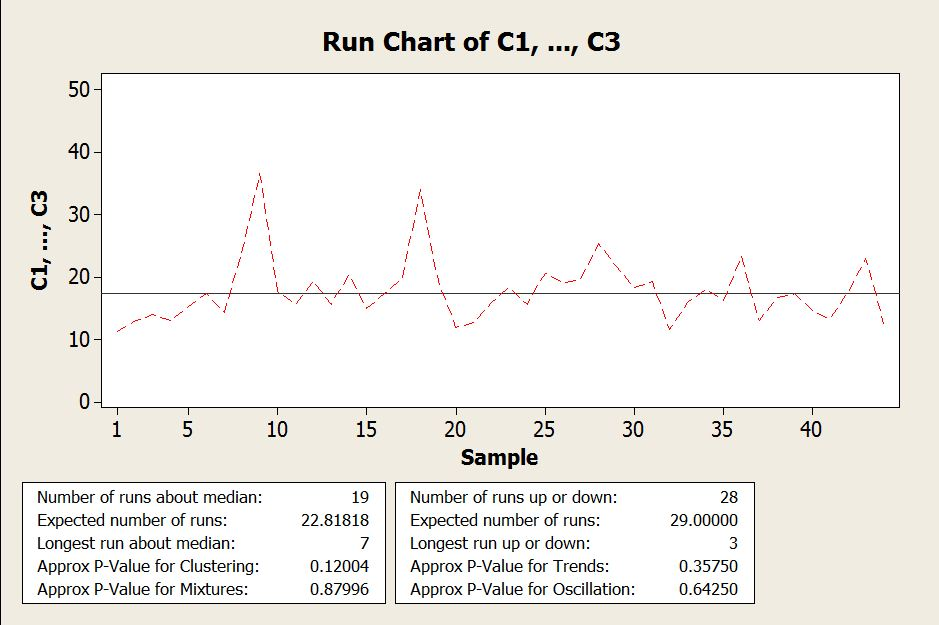 Run Chart of C1, ..., C3
50
40
30
20
10
0
C1, ..., C3
1 5 10 15 20 25 30 35 40
Sample
Number of runs about median: 19
Expected number of runs: 22.81818
Longest run about median: 7
Approx P-Value for Clustering: 0.12004
Approx P-Value for Mixtures: 0.87996
Number of runs up or down: 28
Expected number of runs: 29.00000
Longest run up or down: 3
Approx P-Value for Trends: 0.35750
Approx P-Value for Oscillation: 0.64250